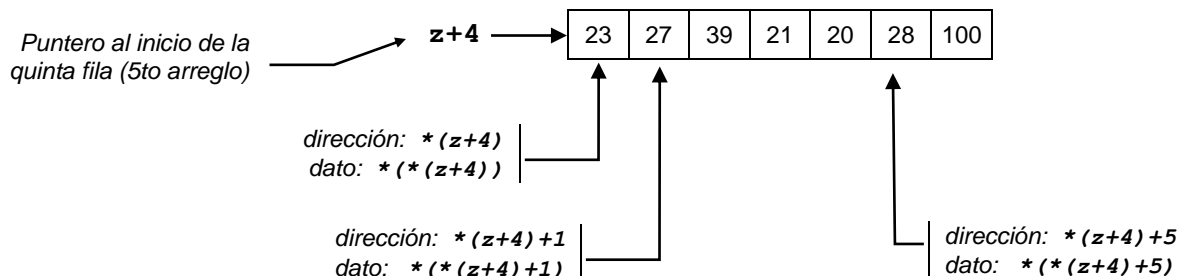 Puntero al inicio de la
quinta fila (5to arreglo)
z+4
23 27 39 21 20 28 100
dirección: *(z+4)
dato: *(*(z+4))
dirección: *(z+4)+1
dato: *(*(z+4)+1)
dirección: *(z+4)+5
dato: *(*(z+4)+5)